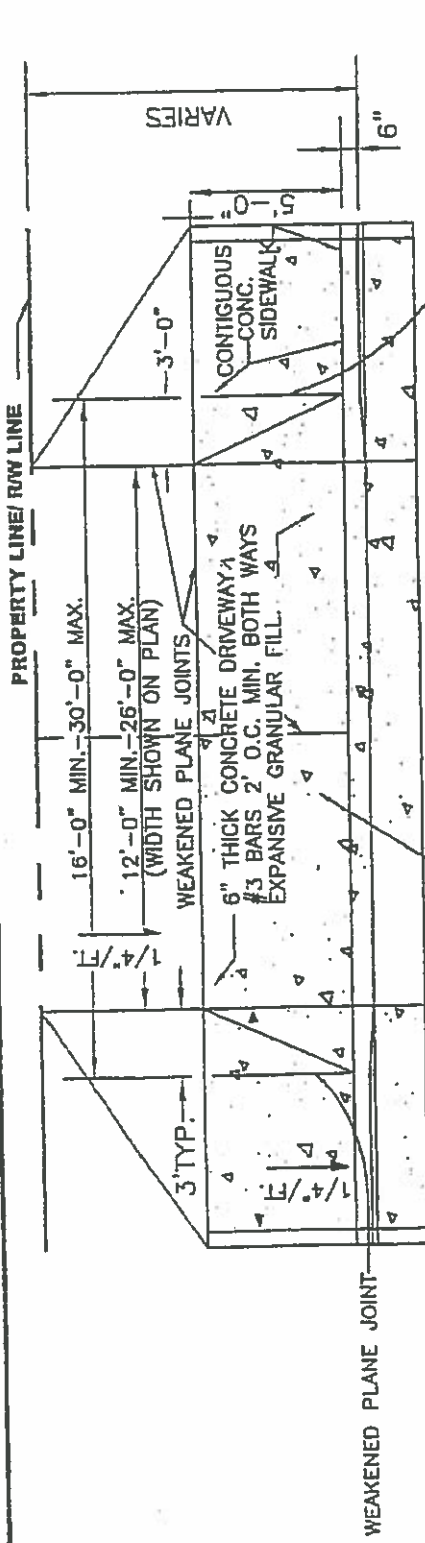 PROPERTY LINE/ R/W LINE
VARIES
16'-0" MIN.-30'-0" MAX.
3'-0"
12'-0" MIN.-26'-0" MAX.
(WIDTH SHOWN ON PLAN)
1/4"/FT.
5'-0"
6"
CONTIGUOUS
CONC.
SIDEWALK
WEAKENED PLANE JOINTS
3'TYP.
6" THICK CONCRETE DRIVEWAY
#3 BARS 2' O.C. MIN. BOTH WAYS
EXPANSIVE GRANULAR FILL.
1/4"/FT.
WEAKENED PLANE JOINT